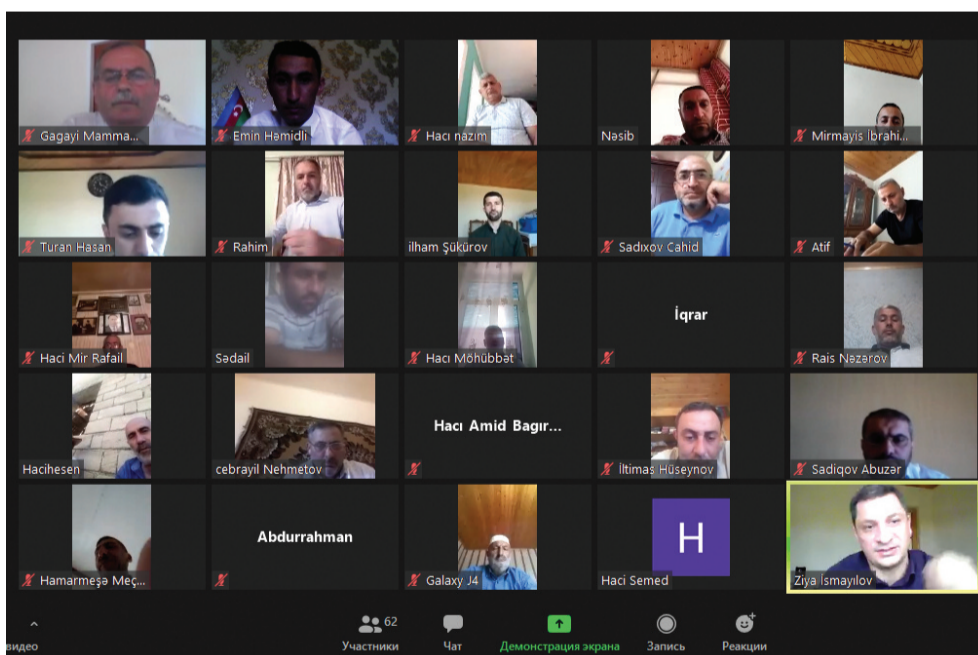 Gagayi Mamma...
Emin Həmidli
Hacı nazim
Nəsib
Mirmayis İbrahi...
Turan Hasan
Rahim
ilham Şükürov
Sadıxov Cahid
Atif
Haci Mir Rafail
Sədail
Hacı Möhübbət
İqrar
Rais Nəzərov
Hacihesen
cebrayil Nehmetov
Hacı Amid Bagır...
İltimas Hüseynov
Sadiqov Abuzər
Hamarmeşə Meç...
Abdurrahman
Galaxy J4
H
Haci Semed
Ziya İsmayılov
видео
62
Участники
Чат
Демонстрация экрана
Запись
Реакции